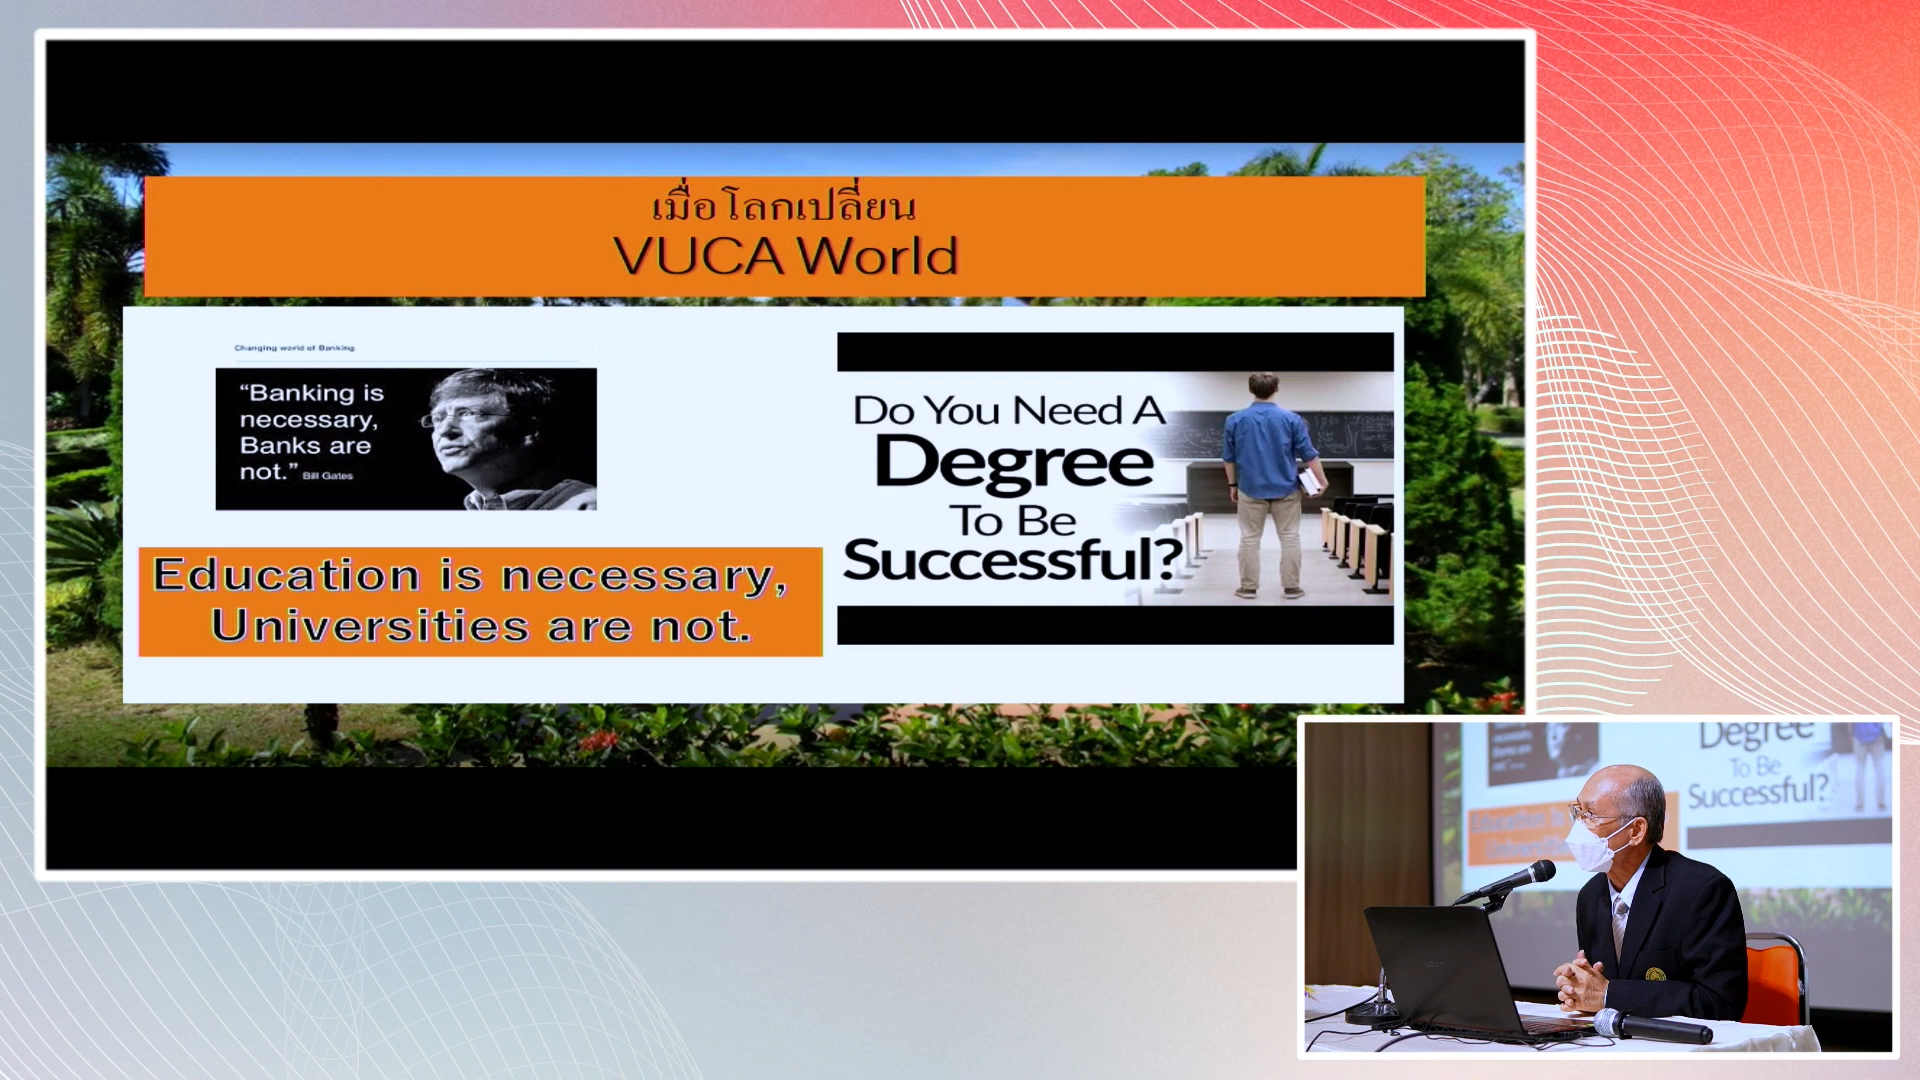 เมื่อโลกเปลี่ยน
VUCA World
Changing world of Banking
“Banking is
necessary,
Banks are
not.” Bill Gates
Do You Need A
Degree
To Be
Successful?
Education is necessary,
Universities are not.
Degree
To Be
Successful?